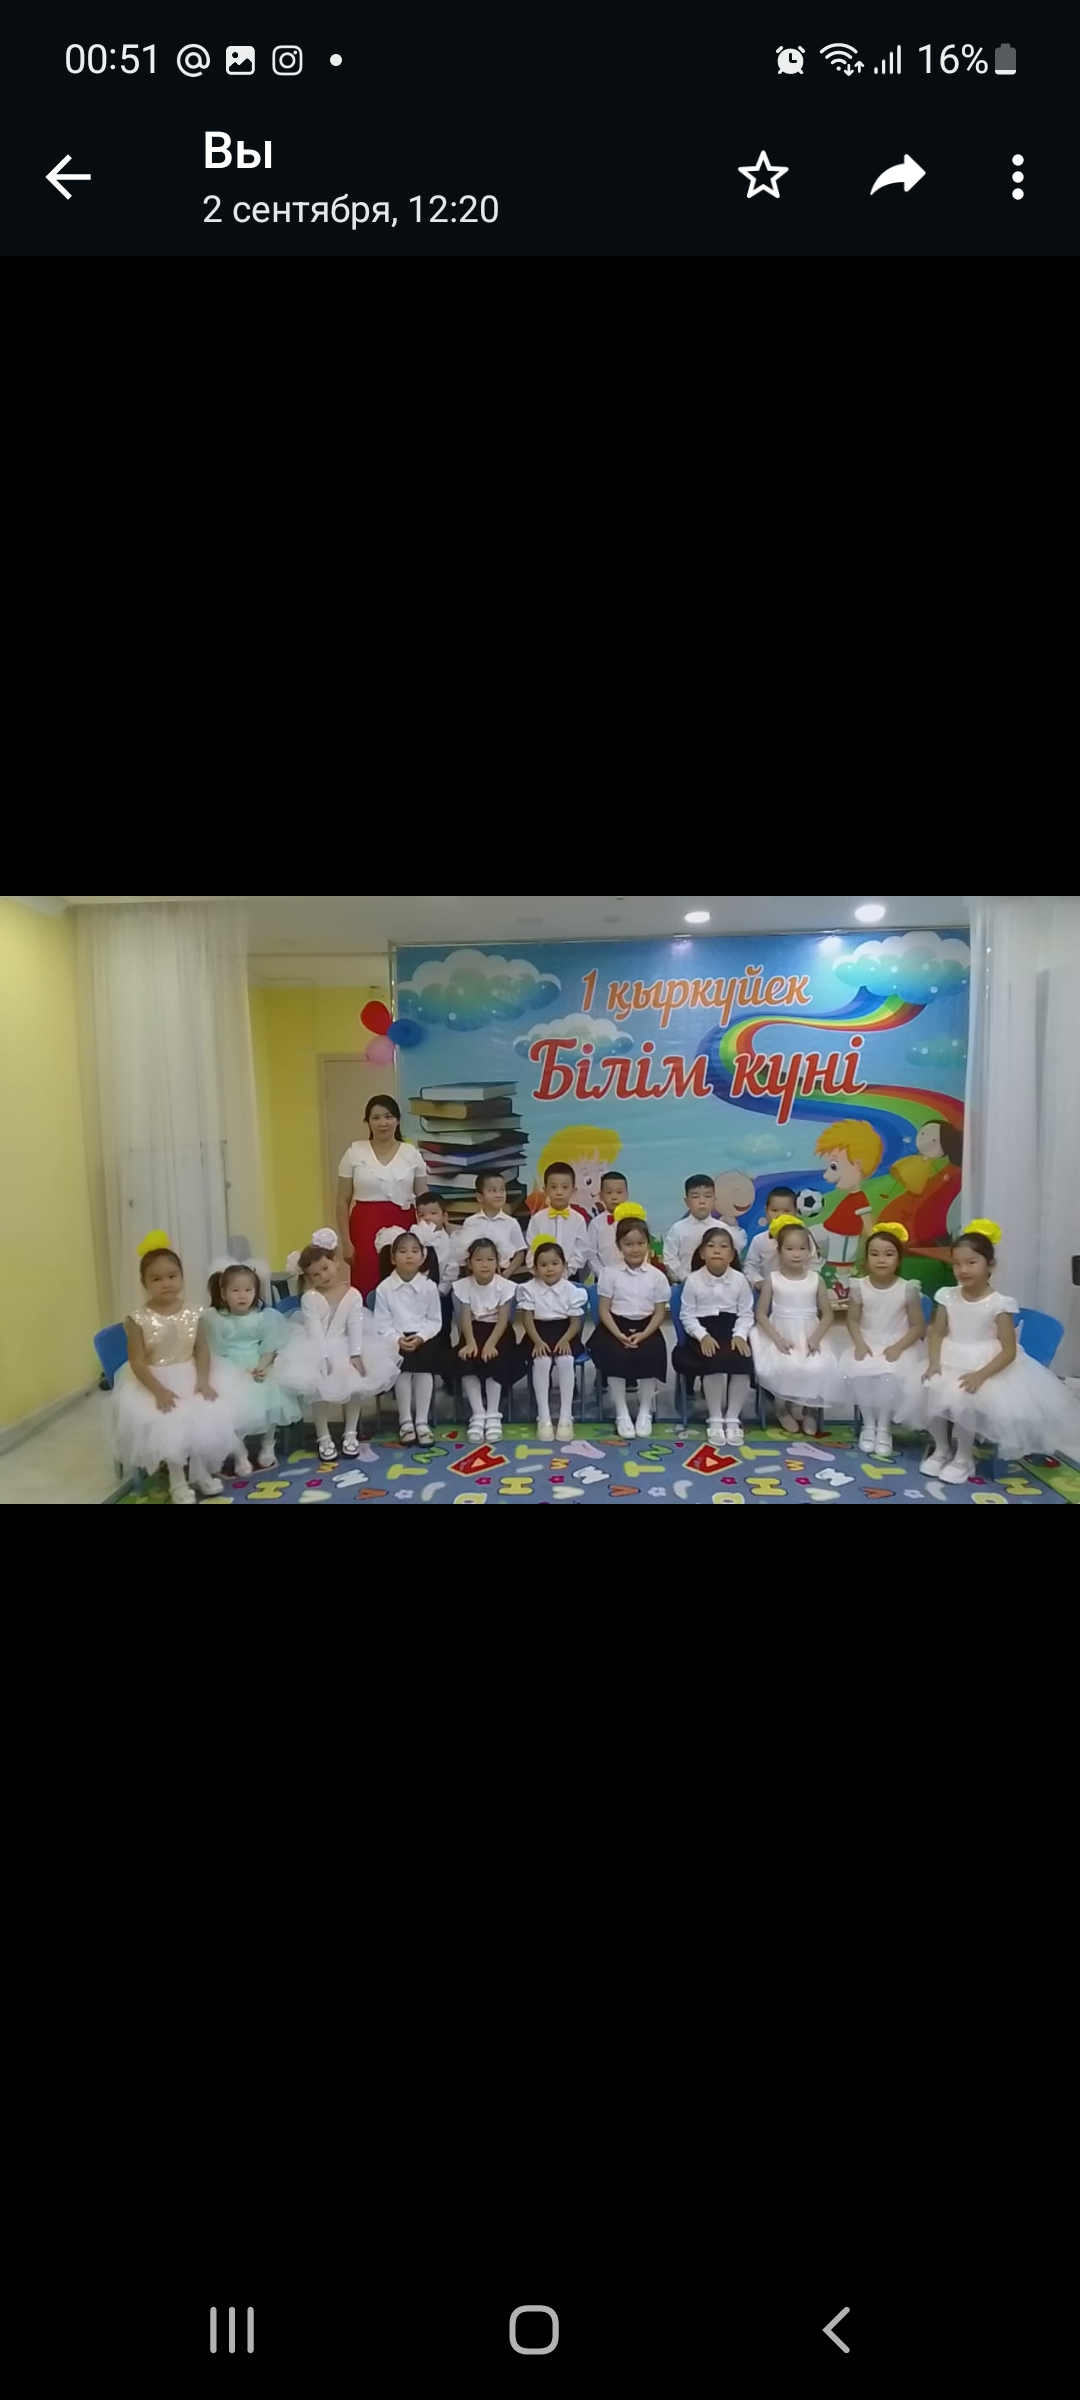 00:51
16%
Вы
2 сентября, 12:20
1 қыркүйек
Білім күні